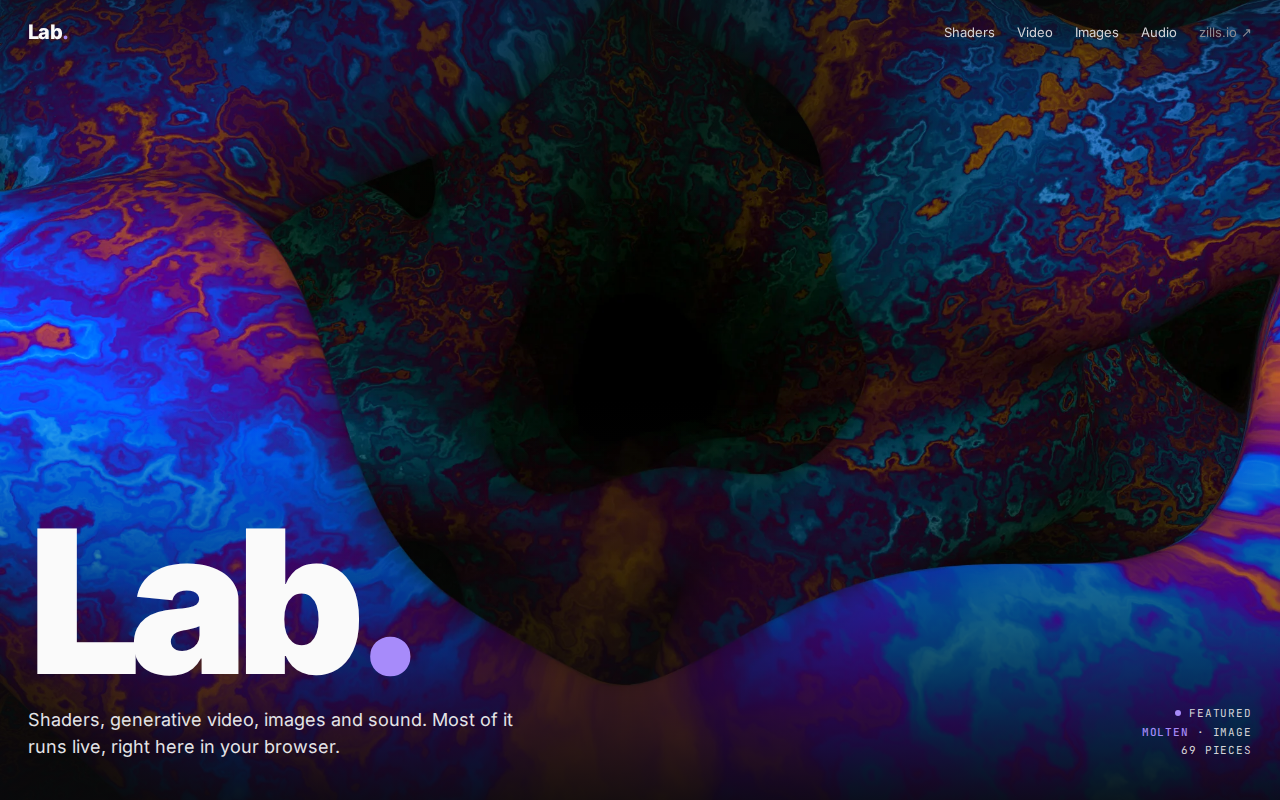 Lab.
Shaders Video Images Audio zills.io ↗
Lab.
Shaders, generative video, images and sound. Most of it
runs live, right here in your browser.
FEATURED
MOLTEN · IMAGE
69 PIECES